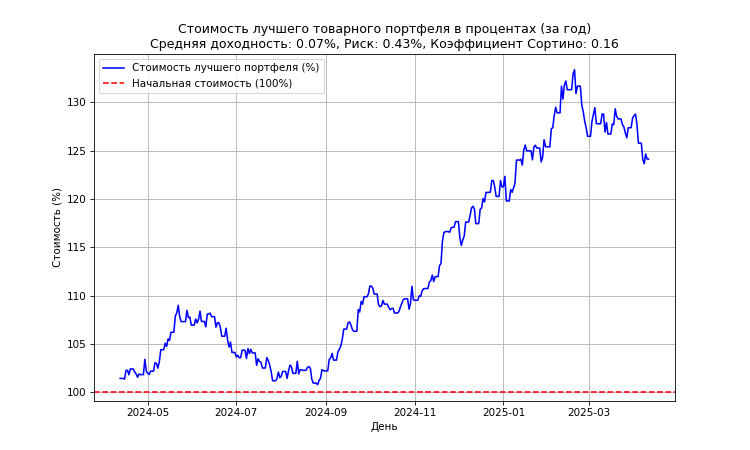 Стоимость лучшего товарного портфеля в процентах (за год)
Средняя доходность: 0.07%, Риск: 0.43%, Коэффициент Сортино: 0.16
Стоимость лучшего портфеля (%)
Начальная стоимость (100%)
Стоимость (%)
130
125
120
115
110
105
100
2024-05
2024-07
2024-09
2024-11
2025-01
2025-03
День